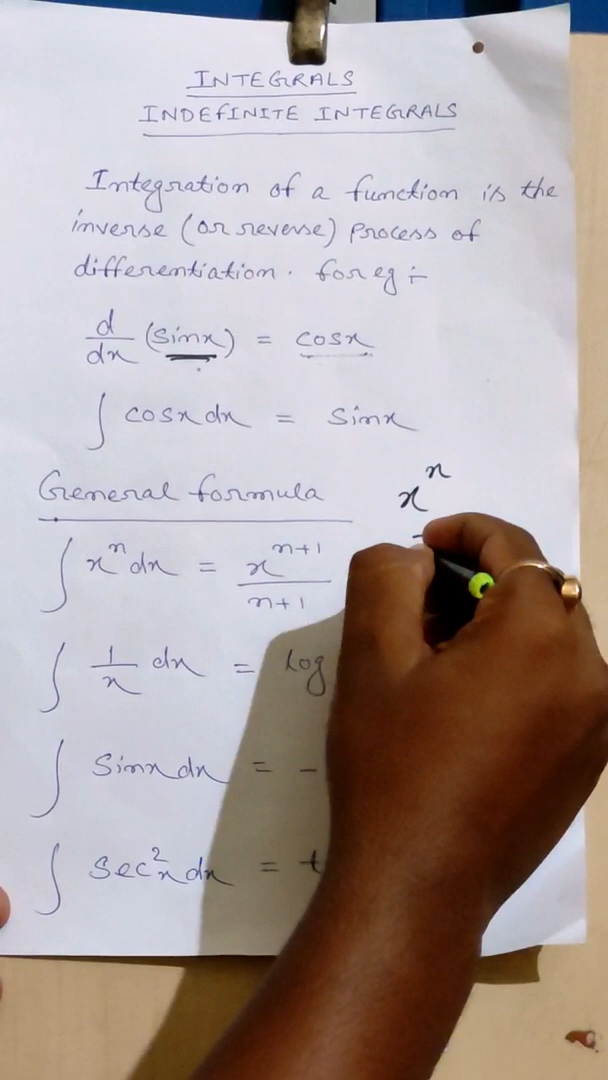 INTEGRALS
INDEFINITE INTEGRALS
Integration of a function is the
inverse (or reverse) process of
differentiation. for eg :-
d/dx (sinx) = cosx
∫ cosx dx = sinx
General formula
x^n
∫ x^n dx = x^(n+1)/(n+1)
∫ 1/x dx = log
∫ sinx dx = -
∫ sec²x dx = t